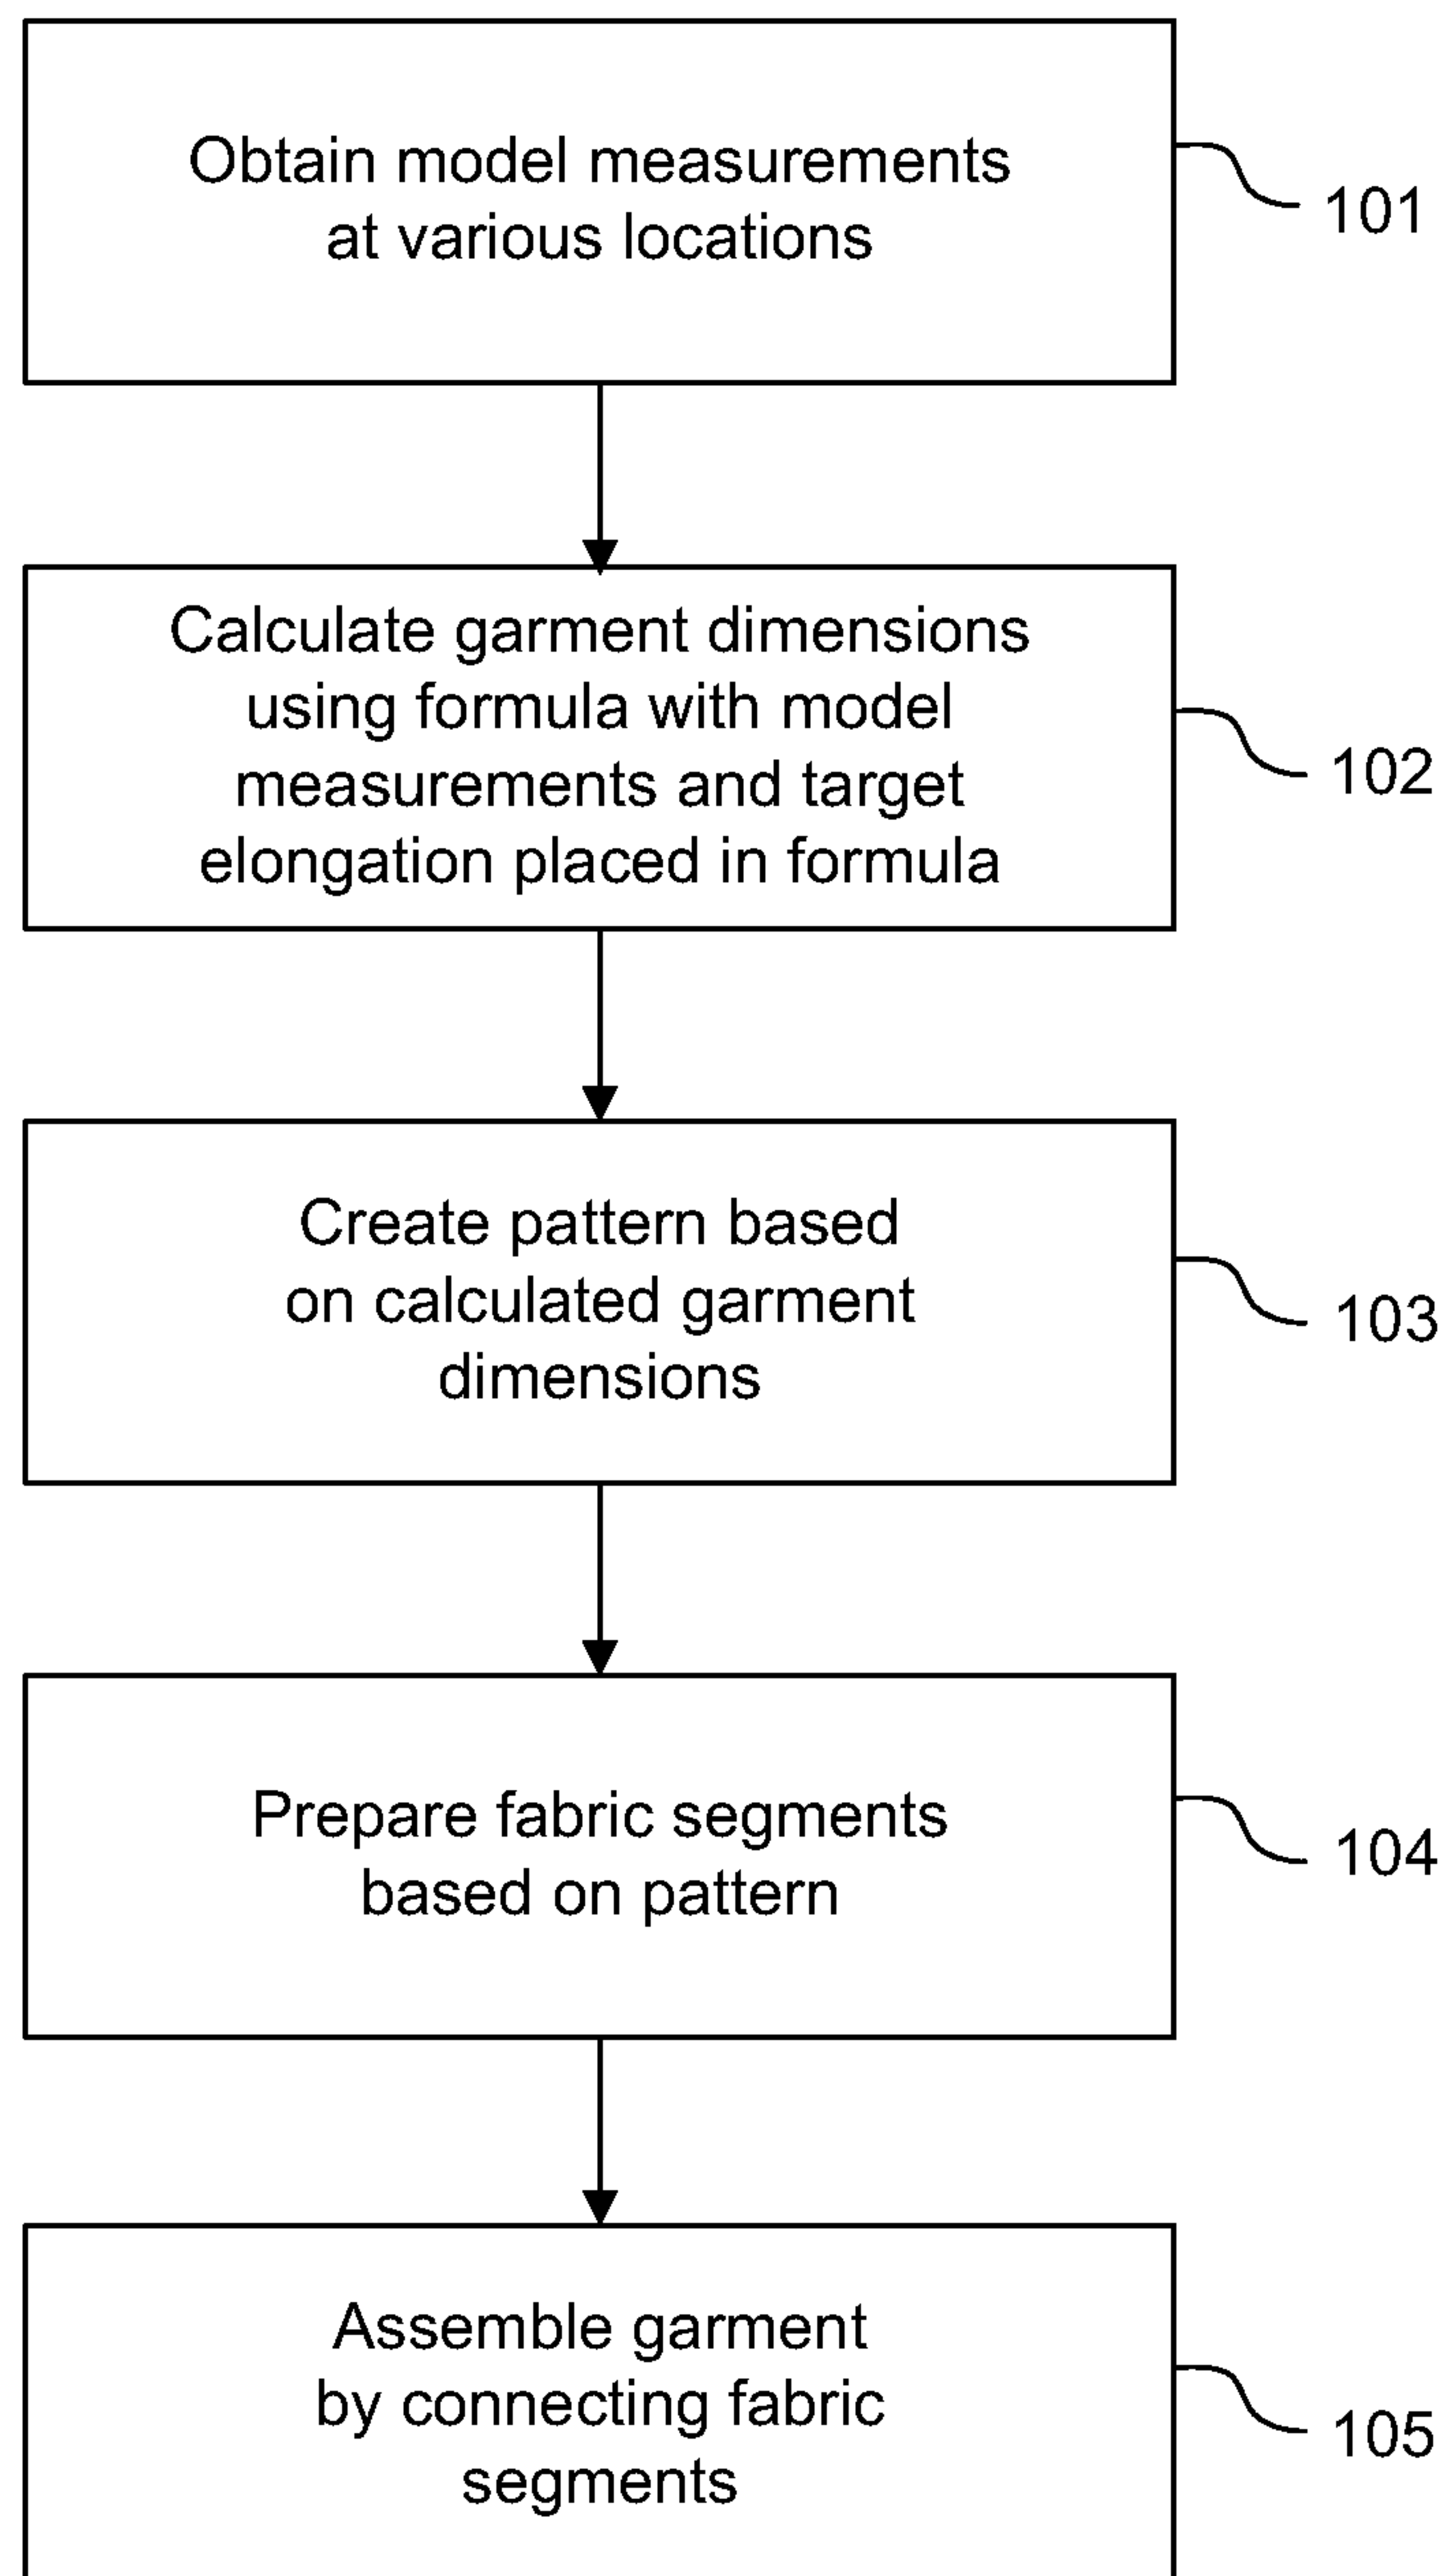 Obtain model measurements
at various locations
101
Calculate garment dimensions
using formula with model
measurements and target
elongation placed in formula
102
Create pattern based
on calculated garment
dimensions
103
Prepare fabric segments
based on pattern
104
Assemble garment
by connecting fabric
segments
105